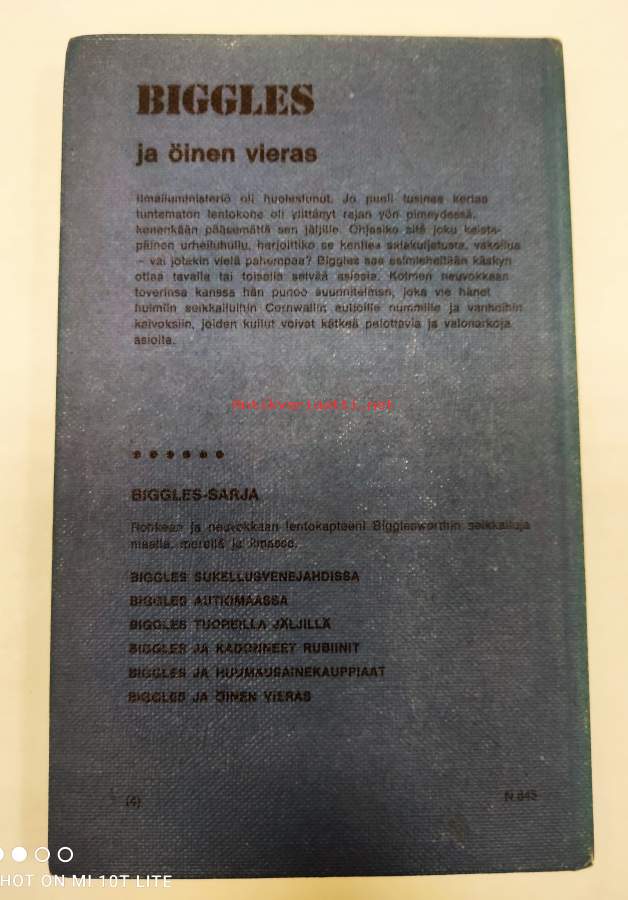 BIGGLES
ja öinen vieras
Ilmailuministeriö oli huolestunut. Jo puoli tusinaa kertaa
tuntematon lentokone oli ylittänyt rajan yön pimeydessä,
kenenkään pääsemättä sen jäljille. Ohjasiko sitä joku kaista-
päinen urheiluhullu, harjoittiko se kenties salakuljetusta, vakoilua
– vai jotakin vielä pahempaa? Biggles saa esimieheltään käskyn
ottaa tavalla tai toisella selvää asiasta. Kolmen neuvokkaan
toverinsa kanssa hän punoo suunnitelman, joka vie hänet
hurjiin seikkailuihin Cornwallin autioille nummille ja vanhoihin
kaivoksiin, joiden kuilut voivat kätkeä pelottavia ja valonarkoja
asioita.
Antikvariaatti.net
BIGGLES-SARJA
Rohkean ja neuvokkaan lentokapteeni Bigglesworthin seikkailuja
maalla, merellä ja ilmassa.
BIGGLES SUKELLUSVENEJAHDISSA
BIGGLES AUTIOMAASSA
BIGGLES TUOREILLA JÄLJILLÄ
BIGGLES JA KADONNEET RUBIINIT
BIGGLES JA HUUMAUSAINEKAUPPIAAT
BIGGLES JA ÖINEN VIERAS
(4) N 845
HOT ON MI 10T LITE